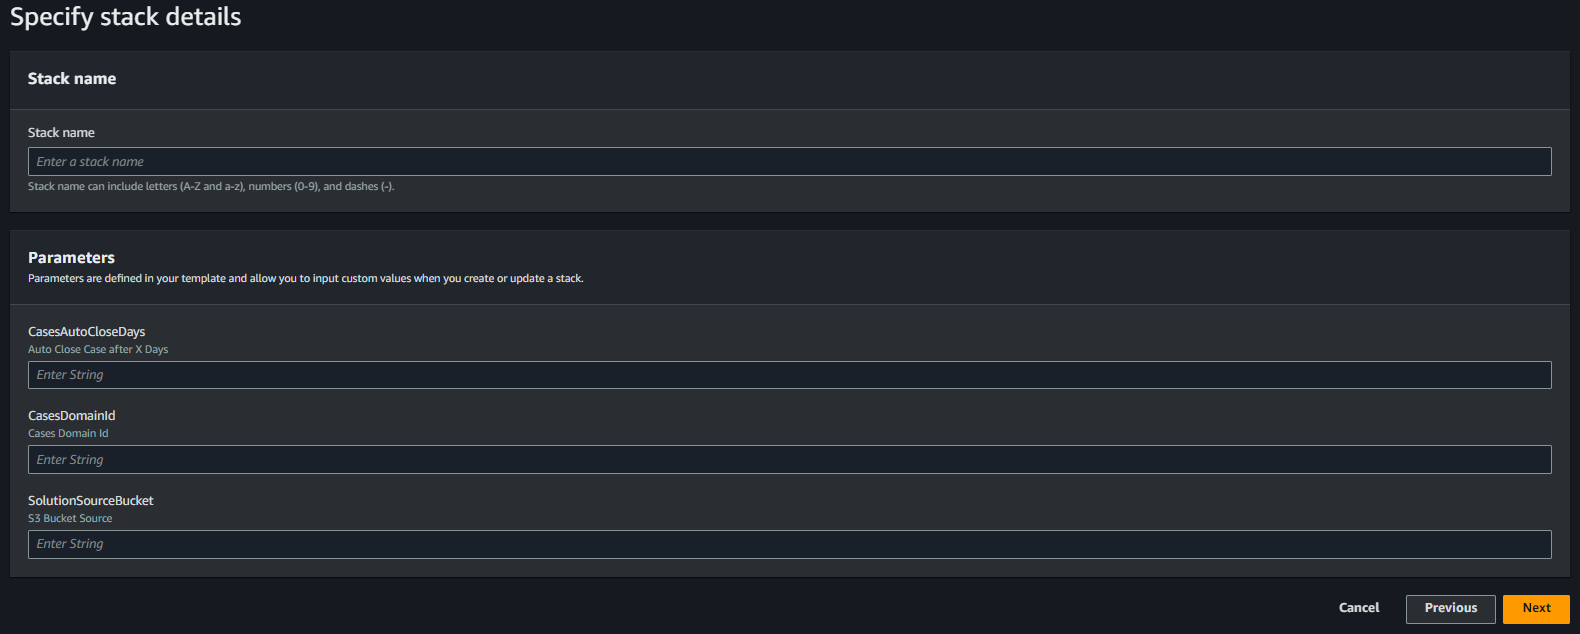 Specify stack details
Stack name
Stack name
Enter a stack name
Stack name can include letters (A-Z and a-z), numbers (0-9), and dashes (-).
Parameters
Parameters are defined in your template and allow you to input custom values when you create or update a stack.
CasesAutoCloseDays
Auto Close Case after X Days
Enter String
CasesDomainId
Cases Domain Id
Enter String
SolutionSourceBucket
S3 Bucket Source
Enter String
Cancel Previous Next